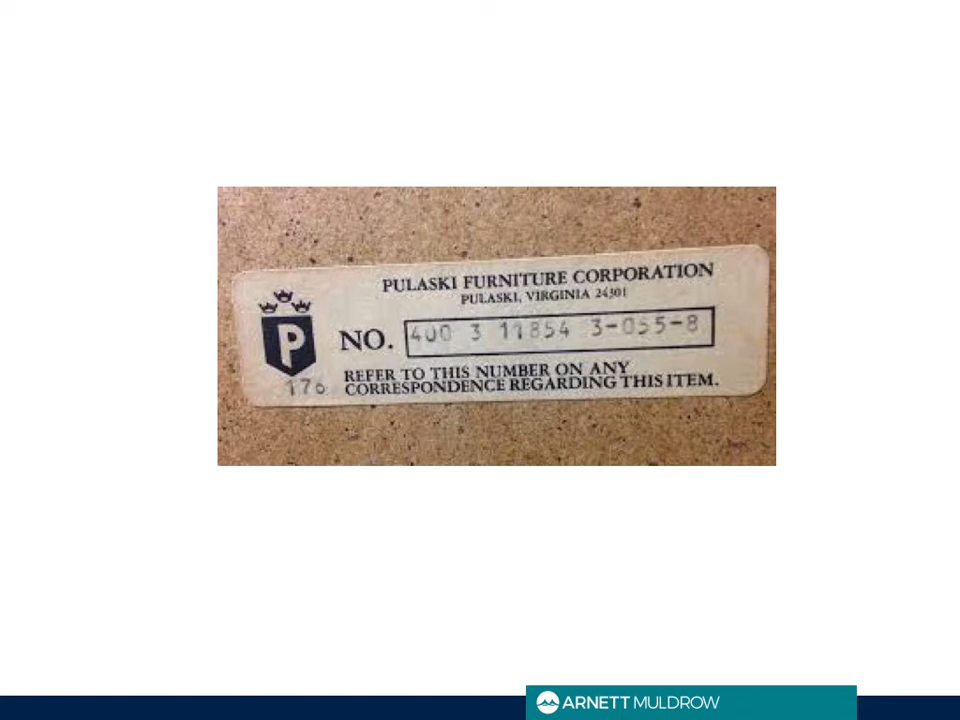 PULASKI FURNITURE CORPORATION
PULASKI, VIRGINIA 24301
P
NO. 400 3 11854 3-055-8
176
REFER TO THIS NUMBER ON ANY
CORRESPONDENCE REGARDING THIS ITEM.
ARNETT MULDROW